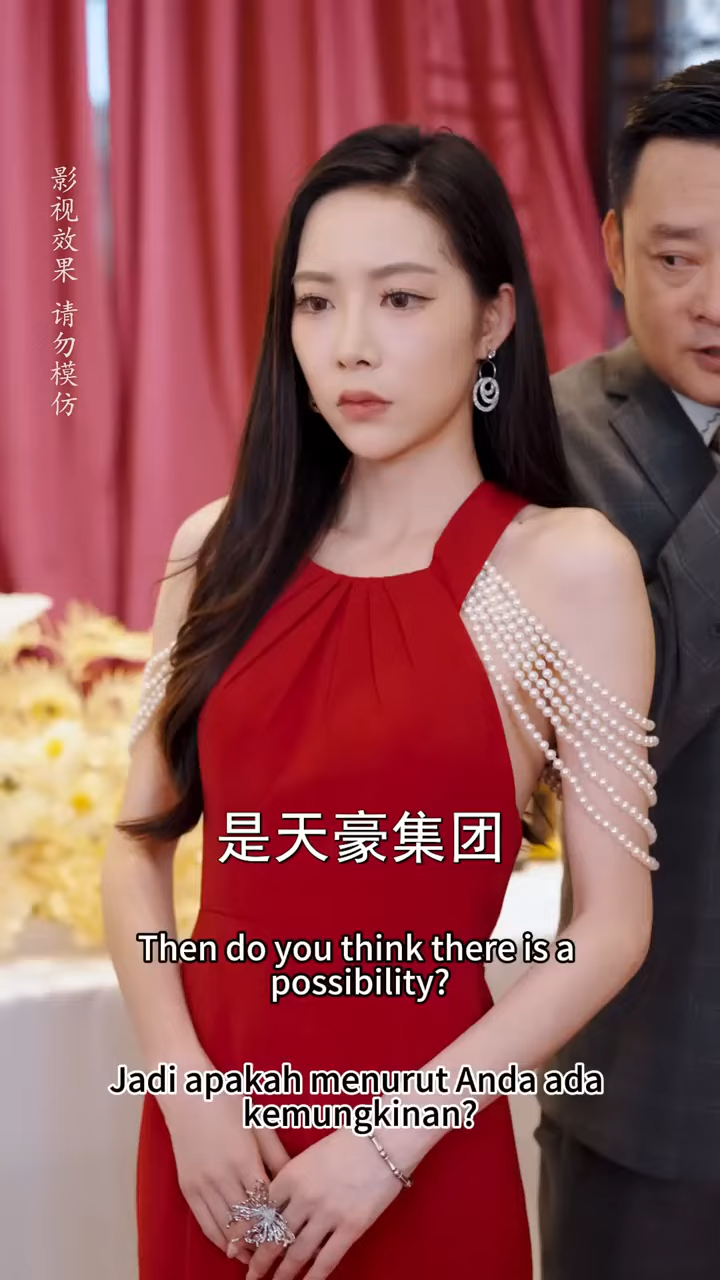 影视效果 请勿模仿
是天豪集团
Then do you think there is a
possibility?
Jadi apakah menurut Anda ada
kemungkinan?